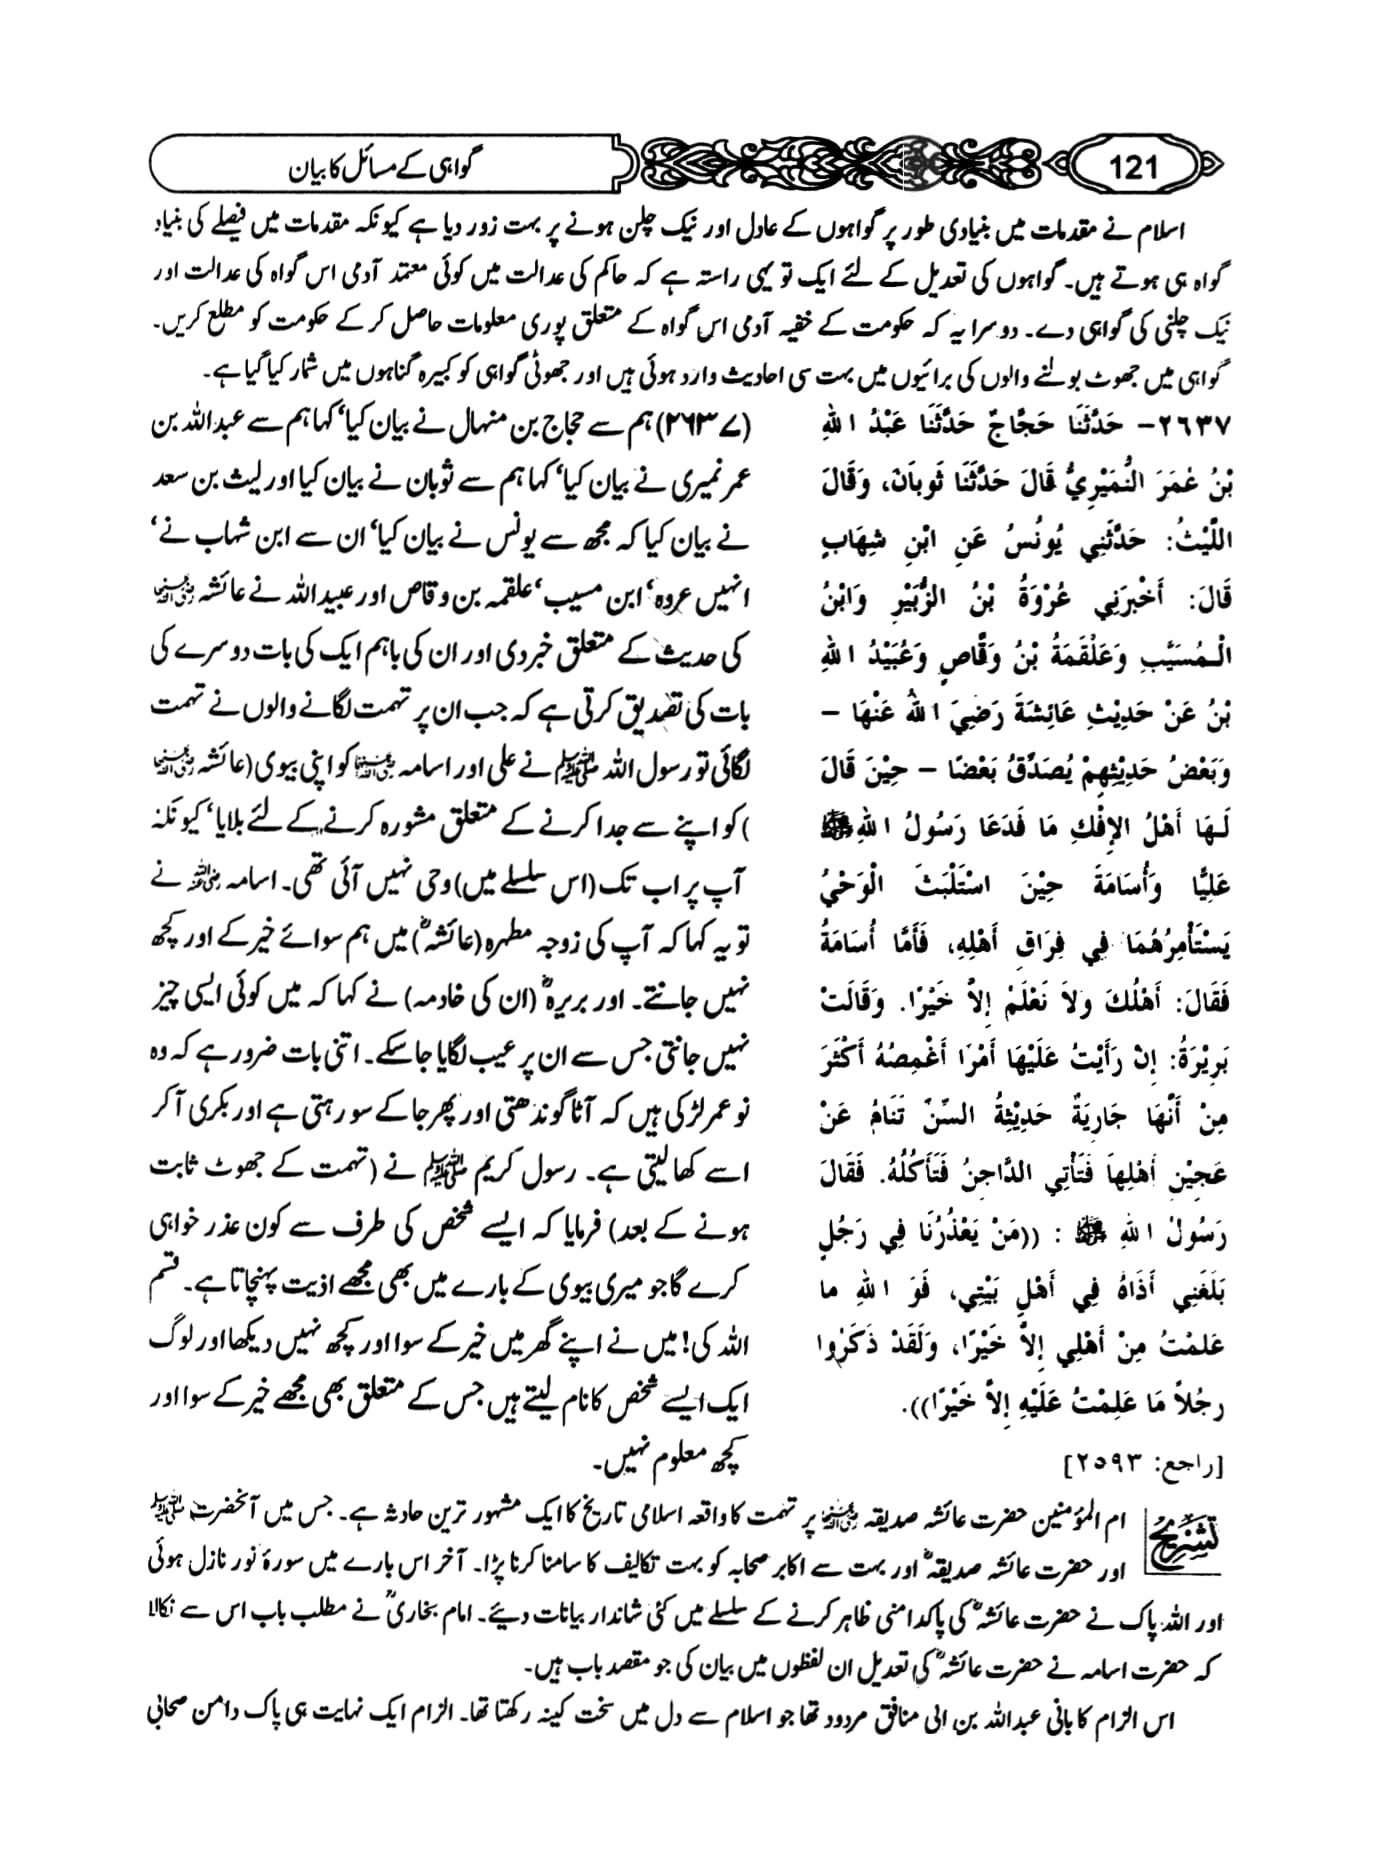 121
گواہی کے مسائل کا بیان
اسلام نے مقدمات میں بنیادی طور پر گواہوں کے عادل اور نیک چلن ہونے پر بہت زور دیا ہے کیونکہ مقدمات میں فیصلے کی بنیاد
گواہ ہی ہوتے ہیں۔ گواہوں کی تعدیل کے لئے ایک تو یہی راستہ ہے کہ حاکم کی عدالت میں کوئی معتمد آدمی اس گواہ کی عدالت اور
نیک چلنی کی گواہی دے۔ دوسرا یہ کہ حکومت کے خفیہ آدمی اس گواہ کے متعلق پوری معلومات حاصل کر کے حکومت کو مطلع کریں۔
گواہی میں جھوٹ بولنے والوں کی برائیوں میں بہت سی احادیث وارد ہوئی ہیں اور جھوٹی گواہی کو کبیرہ گناہوں میں شمار کیا گیا ہے۔
٢٦٣٧- حَدَّثَنَا حَجَّاجٌ حَدَّثَنَا عَبْدُ اللهِ
بْنُ عُمَرَ النُّمَيْرِيُّ قَالَ حَدَّثَنَا ثَوبَانَ، وَقَالَ
اللَّيْثُ: حَدَّثَنِي يُونُسُ عَنِ ابْنِ شِهَابٍ
قَالَ: أَخْبَرَنِي عُرْوَةُ بْنُ الزُّبَيْرِ وَابْنُ
الْمُسَيَّبِ وَعَلْقَمَةُ بْنُ وَقَّاصٍ وَعُبَيْدُ اللهِ
بْنُ عَنْ حَدِيْثِ عَائِشَةَ رَضِيَ اللهُ عَنْهَا –
وَبَعْضُ حَدِيْثِهِمْ يُصَدِّقُ بَعْضًا – حِيْنَ قَالَ
لَهَا أَهْلُ الإِفْكِ مَا فَدَعَا رَسُولُ اللهِ ﷺ
عَلِيًّا وَأُسَامَةَ حِيْنَ اسْتَلْبَثَ الْوَحْيُ
يَسْتَأْمِرُهُمَا فِي فِرَاقِ أَهْلِهِ، فَأَمَّا أُسَامَةُ
فَقَالَ: أَهْلُكَ وَلاَ نَعْلَمُ إِلاَّ خَيْرًا. وَقَالَتْ
بَرِيْرَةُ: إِنْ رَأَيْتُ عَلَيْهَا أَمْرًا أَغْمِصُهُ أَكْثَرَ
مِنْ أَنَّهَا جَارِيَةٌ حَدِيْثَةُ السِّنِّ تَنَامُ عَنْ
عَجِيْنِ أَهْلِهَا فَتَأْتِي الدَّاجِنُ فَتَأْكُلُهُ. فَقَالَ
رَسُولُ اللهِ ﷺ : ((مَنْ يَعْذُرُنَا فِي رَجُلٍ
بَلَغَنِي أَذَاهُ فِي أَهْلِ بَيْتِي، فَوَ اللهِ ما
عَلِمْتُ مِنْ أَهْلِي إِلاَّ خَيْرًا، وَلَقَدْ ذَكَرُوا
رَجُلاً مَا عَلِمْتُ عَلَيْهِ إِلاَّ خَيْرًا)).
[راجع: ٢٥٩٣]
(۲۶۳۷) ہم سے حجاج بن منہال نے بیان کیا‘ کہا ہم سے عبداللہ بن
عمر نمیری نے بیان کیا‘ کہا ہم سے ثوبان نے بیان کیا اور لیث بن سعد
نے بیان کیا کہ مجھ سے یونس نے بیان کیا‘ ان سے ابن شہاب نے‘
انہیں عروہ‘ ابن مسیب‘ علقمہ بن وقاص اور عبیداللہ نے عائشہ رضی اللہ عنہا
کی حدیث کے متعلق خبر دی اور ان کی باہم ایک کی بات دوسرے کی
بات کی تصدیق کرتی ہے کہ جب ان پر تہمت لگانے والوں نے تہمت
لگائی تو رسول اللہ ﷺ نے علی اور اسامہ رضی اللہ عنہما کو اپنی بیوی (عائشہ رضی اللہ عنہا
) کو اپنے سے جدا کرنے کے متعلق مشورہ کرنے کے لئے بلایا‘ کیونکہ
آپ پر اب تک (اس سلسلے میں) وحی نہیں آئی تھی۔ اسامہ رضی اللہ عنہ نے
تو یہ کہا کہ آپ کی زوجہ مطہرہ (عائشہؓ) میں ہم سوائے خیر کے اور کچھ
نہیں جانتے۔ اور بریرہؓ (ان کی خادمہ) نے کہا کہ میں کوئی ایسی چیز
نہیں جانتی جس سے ان پر عیب لگایا جا سکے۔ اتنی بات ضرور ہے کہ وہ
نو عمر لڑکی ہیں کہ آٹا گوندھتی اور پھر جا کے سو رہتی ہے اور بکری آ کر
اسے کھا لیتی ہے۔ رسول کریم ﷺ نے (تہمت کے جھوٹ ثابت
ہونے کے بعد) فرمایا کہ ایسے شخص کی طرف سے کون عذر خواہی
کرے گا جو میری بیوی کے بارے میں بھی مجھے اذیت پہنچاتا ہے۔ قسم
اللہ کی! میں نے اپنے گھر میں خیر کے سوا اور کچھ نہیں دیکھا اور لوگ
ایک ایسے شخص کا نام لیتے ہیں جس کے متعلق بھی مجھے خیر کے سوا اور
کچھ معلوم نہیں۔
تشریح
ام المؤمنین حضرت عائشہ صدیقہ رضی اللہ عنہا پر تہمت کا واقعہ اسلامی تاریخ کا ایک مشہور ترین حادثہ ہے۔ جس میں آنحضرت ﷺ
اور حضرت عائشہ صدیقہؓ اور بہت سے اکابر صحابہ کو بہت تکالیف کا سامنا کرنا پڑا۔ آخر اس بارے میں سورۂ نور نازل ہوئی
اور اللہ پاک نے حضرت عائشہؓ کی پاکدامنی ظاہر کرنے کے سلسلے میں کئی شاندار بیانات دیئے۔ امام بخاریؒ نے مطلب باب اس سے نکالا
کہ حضرت اسامہ نے حضرت عائشہؓ کی تعدیل ان لفظوں میں بیان کی جو مقصد باب ہیں۔
اس الزام کا بانی عبداللہ بن ابی منافق مردود تھا جو اسلام سے دل میں سخت کینہ رکھتا تھا۔ الزام ایک نہایت ہی پاک دامن صحابی